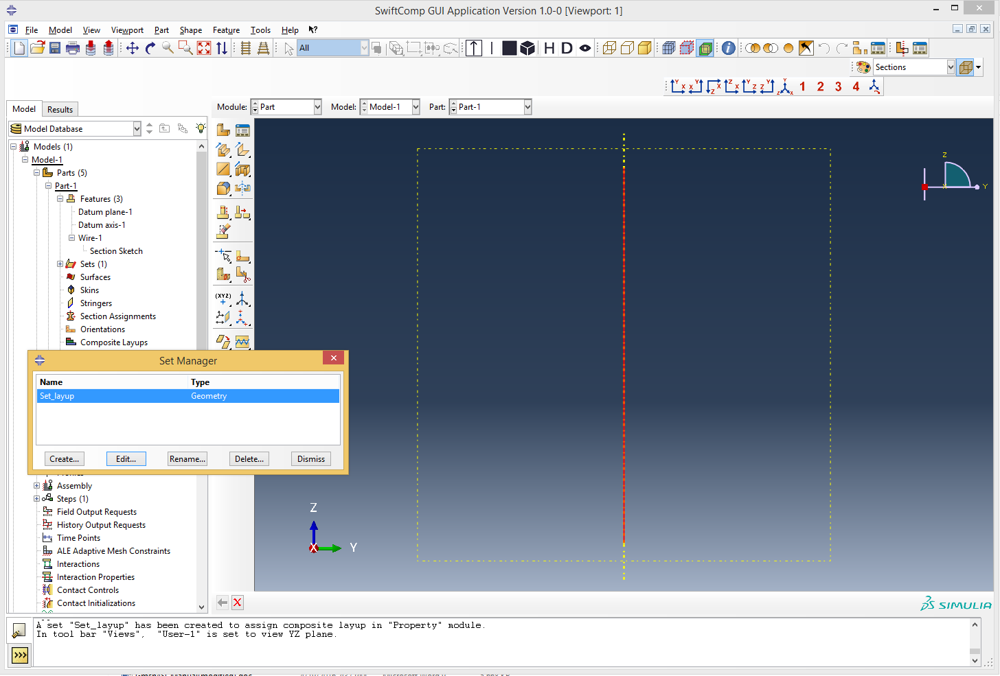 SwiftComp GUI Application Version 1.0-0 [Viewport: 1]
File Model View Viewport Part Shape Feature Tools Help
All
H D
Sections
1 2 3 4
Model Results
Module: Part Model: Model-1 Part: Part-1
Model Database
Models (1)
Model-1
Parts (5)
Part-1
Features (3)
Datum plane-1
Datum axis-1
Wire-1
Section Sketch
Sets (1)
Surfaces
Skins
Stringers
Section Assignments
Orientations
Composite Layups
(XYZ)
Z
Y
Set Manager
Name Type
Set_layup Geometry
Create... Edit... Rename... Delete... Dismiss
Assembly
Steps (1)
Field Output Requests
History Output Requests
Time Points
ALE Adaptive Mesh Constraints
Interactions
Interaction Properties
Contact Controls
Contact Initializations
Z
X
Y
SIMULIA
A set "Set_layup" has been created to assign composite layup in "Property" module.
In tool bar "Views", "User-1" is set to view YZ plane.
>>>